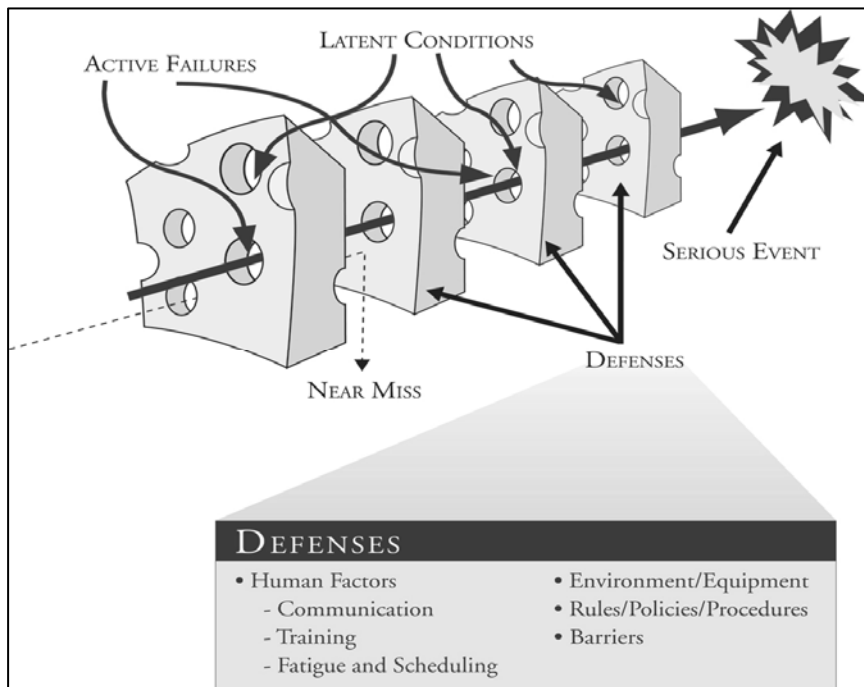 LATENT CONDITIONS
ACTIVE FAILURES
SERIOUS EVENT
DEFENSES
NEAR MISS
DEFENSES
• Human Factors
- Communication
- Training
- Fatigue and Scheduling
• Environment/Equipment
• Rules/Policies/Procedures
• Barriers